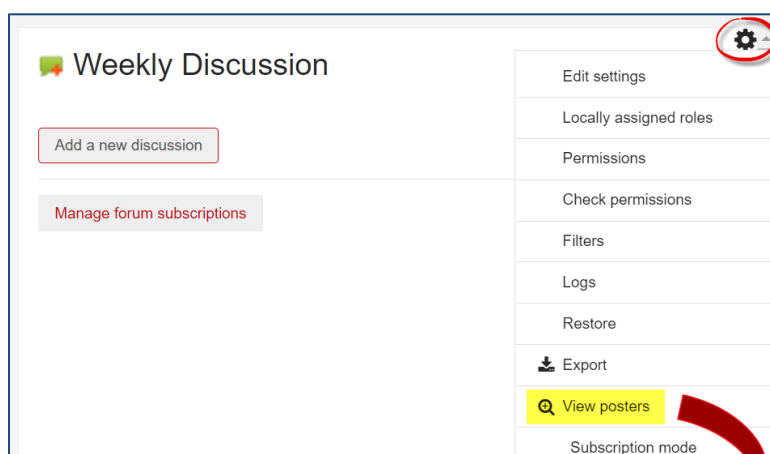 Weekly Discussion
Add a new discussion
Manage forum subscriptions
Edit settings
Locally assigned roles
Permissions
Check permissions
Filters
Logs
Restore
Export
View posters
Subscription mode